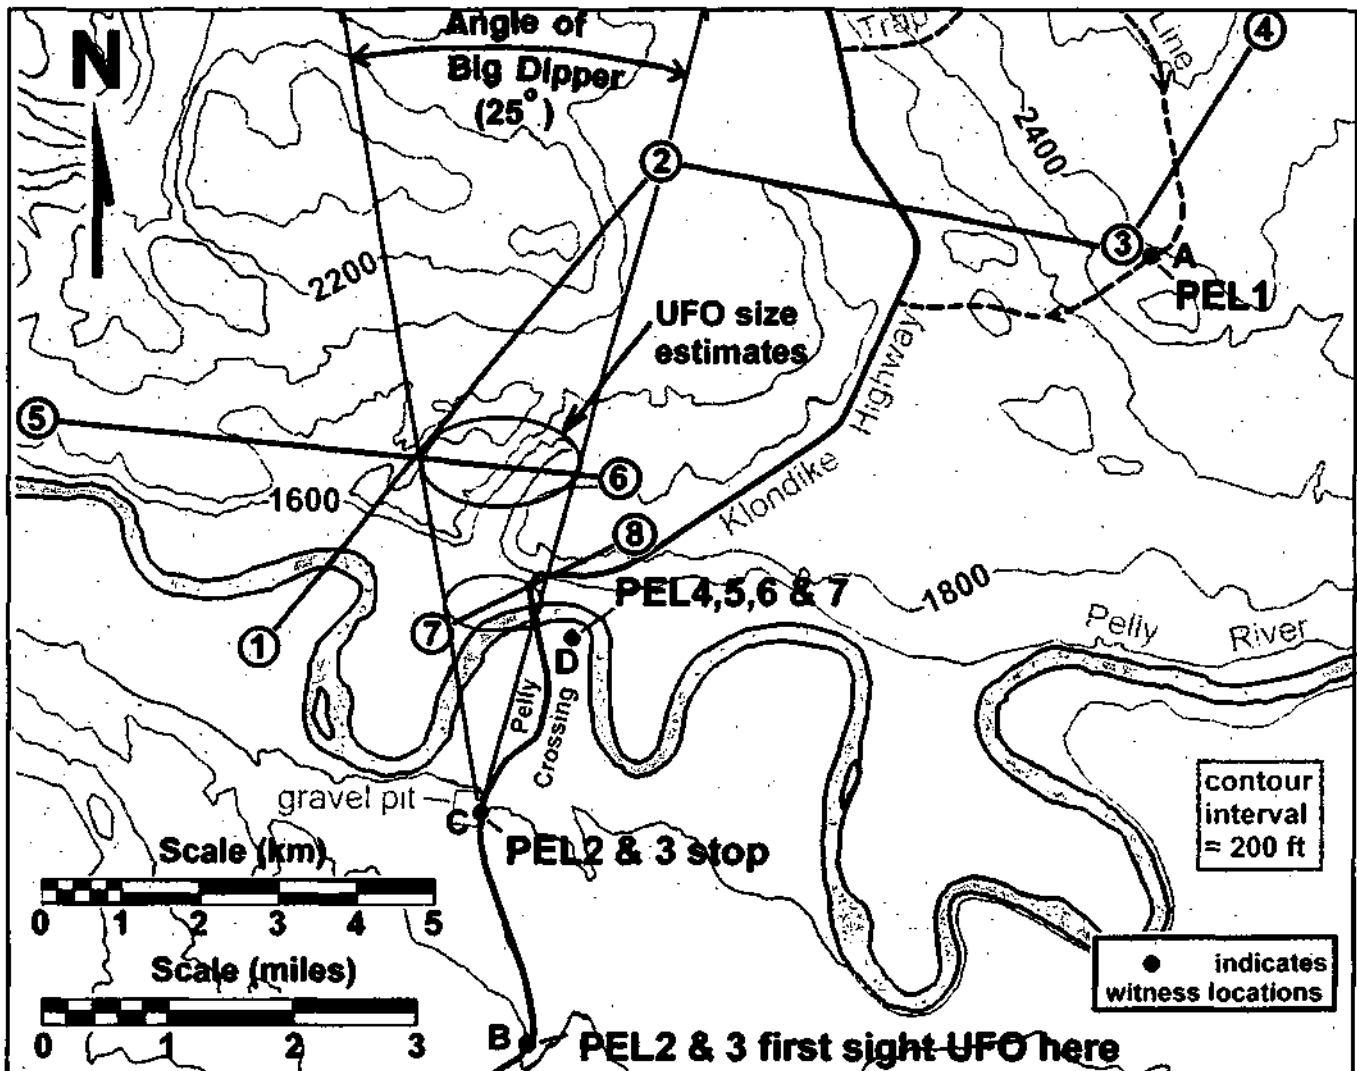 N
Angle of
Big Dipper
(25°)
Trap
Line
4
2
2400
3
A
PEL1
2200
UFO size
estimates
Highway
5
6
1600
Klondike
8
PEL4,5,6 & 7
1800
Pelly
River
1
7
D
Pelly
Crossing
gravel pit
C
PEL2 & 3 stop
contour
interval
= 200 ft
Scale (km)
0 1 2 3 4 5
Scale (miles)
0 1 2 3
indicates
witness locations
B
PEL2 & 3 first sight UFO here